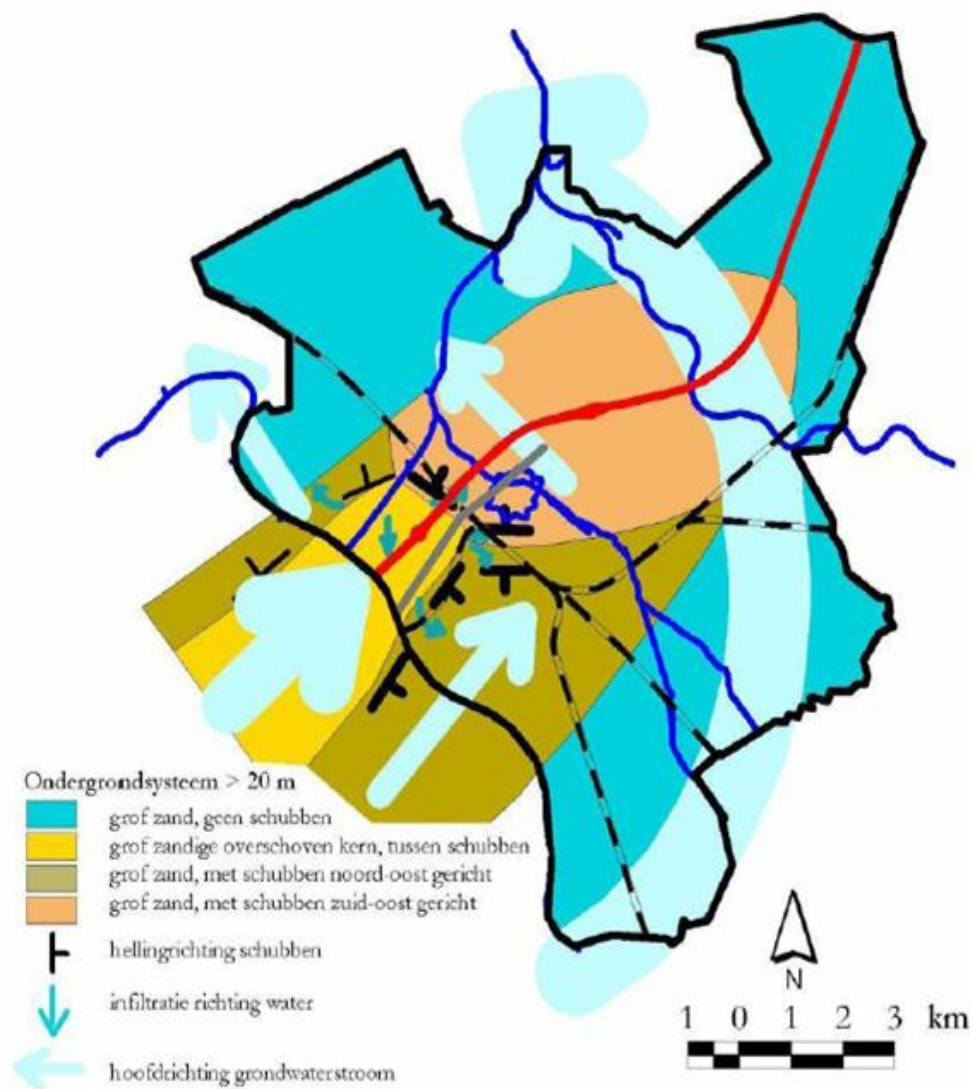 Ondergrondsysteem > 20 m
grof zand, geen schubben
grof zandige overschoven kern, tussen schubben
grof zand, met schubben noord-oost gericht
grof zand, met schubben zuid-oost gericht
hellingrichting schubben
infiltratie richting water
hoofdrichting grondwaterstroom
N
1 0 1 2 3 km